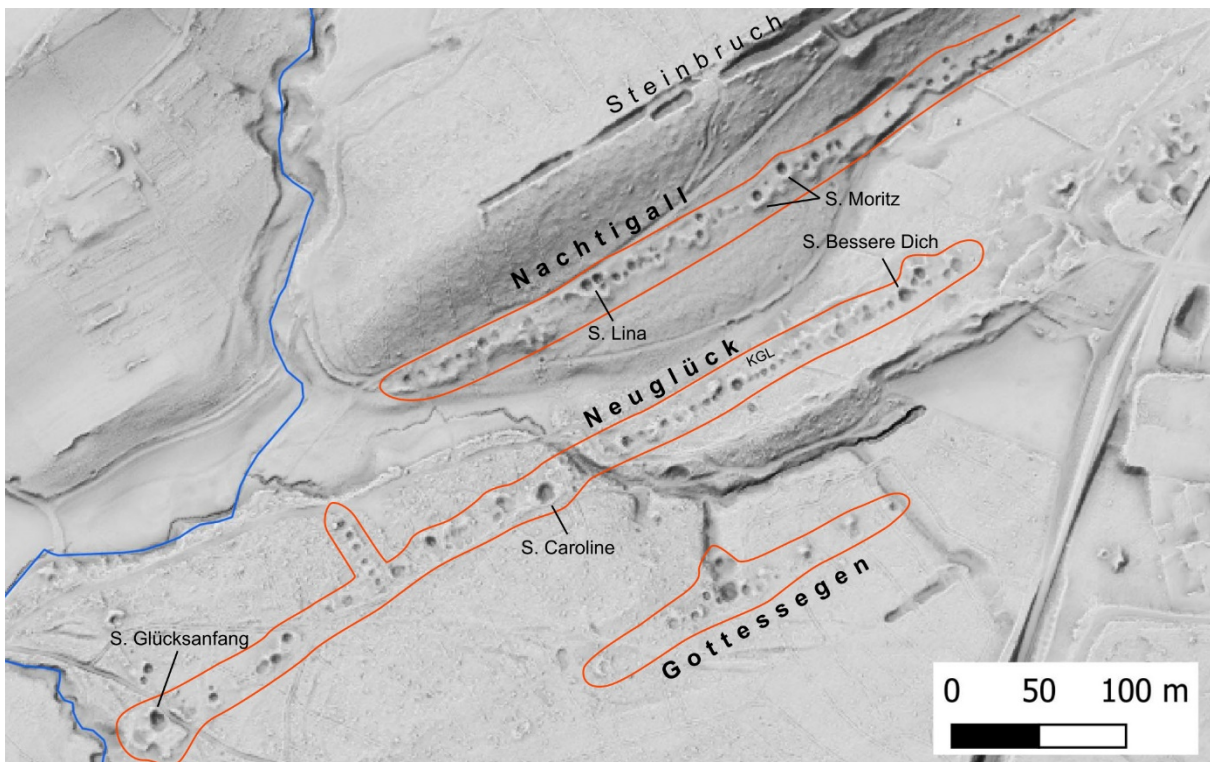 Steinbruch
Nachtigall
S. Moritz
S. Bessere Dich
S. Lina
Neuglück
KGL
S. Caroline
Gottessegen
S. Glücksanfang
0 50 100 m